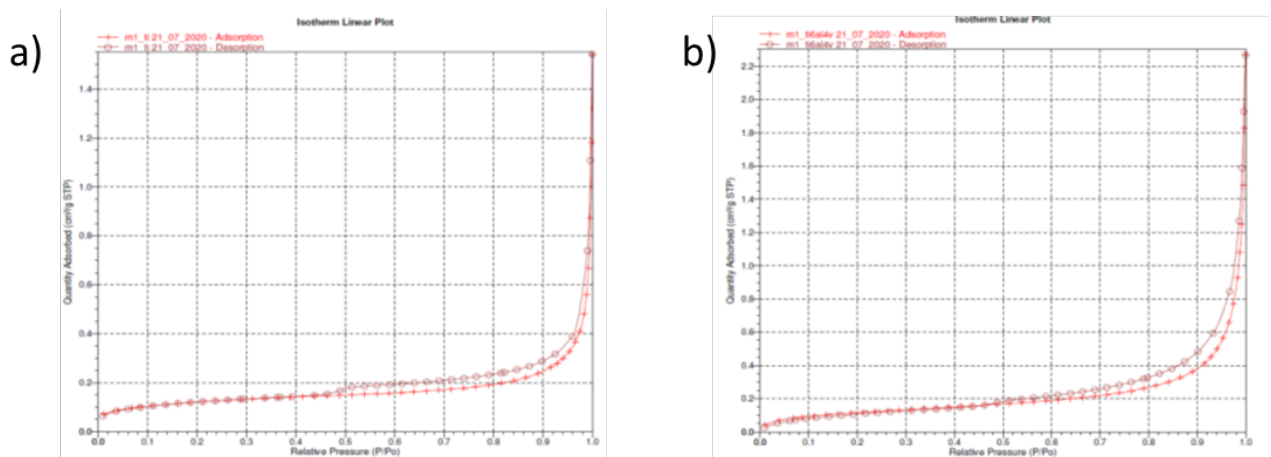 a)
Isotherm Linear Plot
m1_ti 21_07_2020 - Adsorption
m1_ti 21_07_2020 - Desorption
Quantity Adsorbed (cm³/g STP)
1.4
1.2
1.0
0.8
0.6
0.4
0.2
0.0
0.0 0.1 0.2 0.3 0.4 0.5 0.6 0.7 0.8 0.9 1.0
Relative Pressure (P/Po)
b)
Isotherm Linear Plot
m1_ti6al4v 21_07_2020 - Adsorption
m1_ti6al4v 21_07_2020 - Desorption
Quantity Adsorbed (cm³/g STP)
2.2
2.0
1.8
1.6
1.4
1.2
1.0
0.8
0.6
0.4
0.2
0.0
0.0 0.1 0.2 0.3 0.4 0.5 0.6 0.7 0.8 0.9 1.0
Relative Pressure (P/Po)